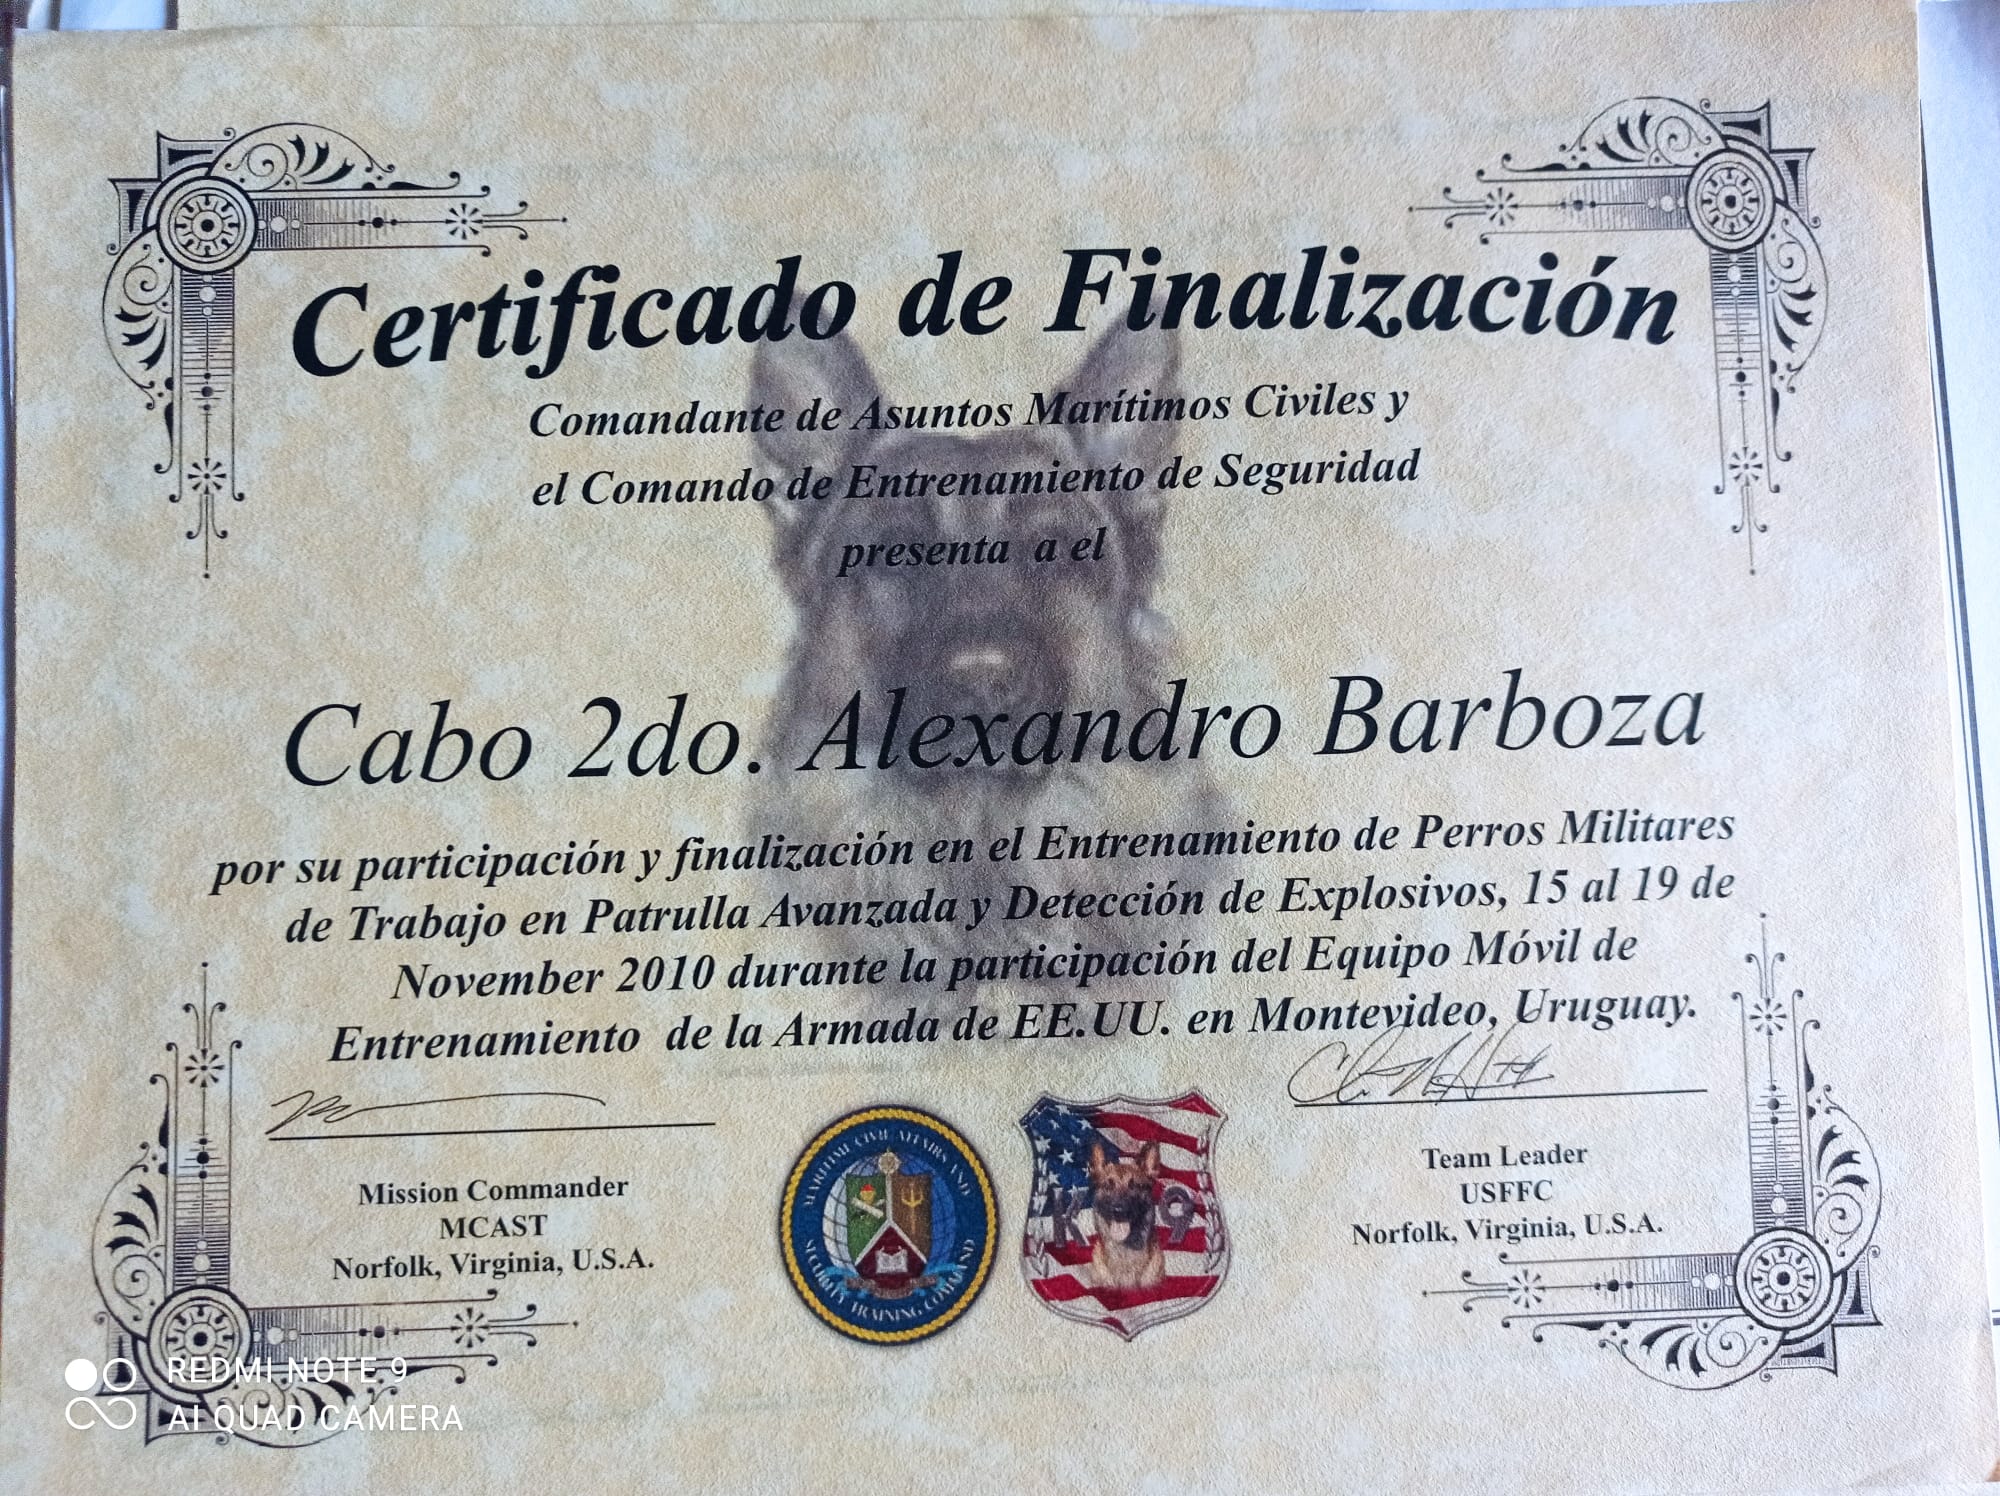 Certificado de Finalización
Comandante de Asuntos Marítimos Civiles y
el Comando de Entrenamiento de Seguridad
presenta a el
Cabo 2do. Alexandro Barboza
por su participación y finalización en el Entrenamiento de Perros Militares
de Trabajo en Patrulla Avanzada y Detección de Explosivos, 15 al 19 de
November 2010 durante la participación del Equipo Móvil de
Entrenamiento de la Armada de EE.UU. en Montevideo, Uruguay.
Mission Commander
MCAST
Norfolk, Virginia, U.S.A.
MARITIME CIVIL AFFAIRS AND
SECURITY TRAINING COMMAND
K 9
Team Leader
USFFC
Norfolk, Virginia, U.S.A.
REDMI NOTE 9
AI QUAD CAMERA